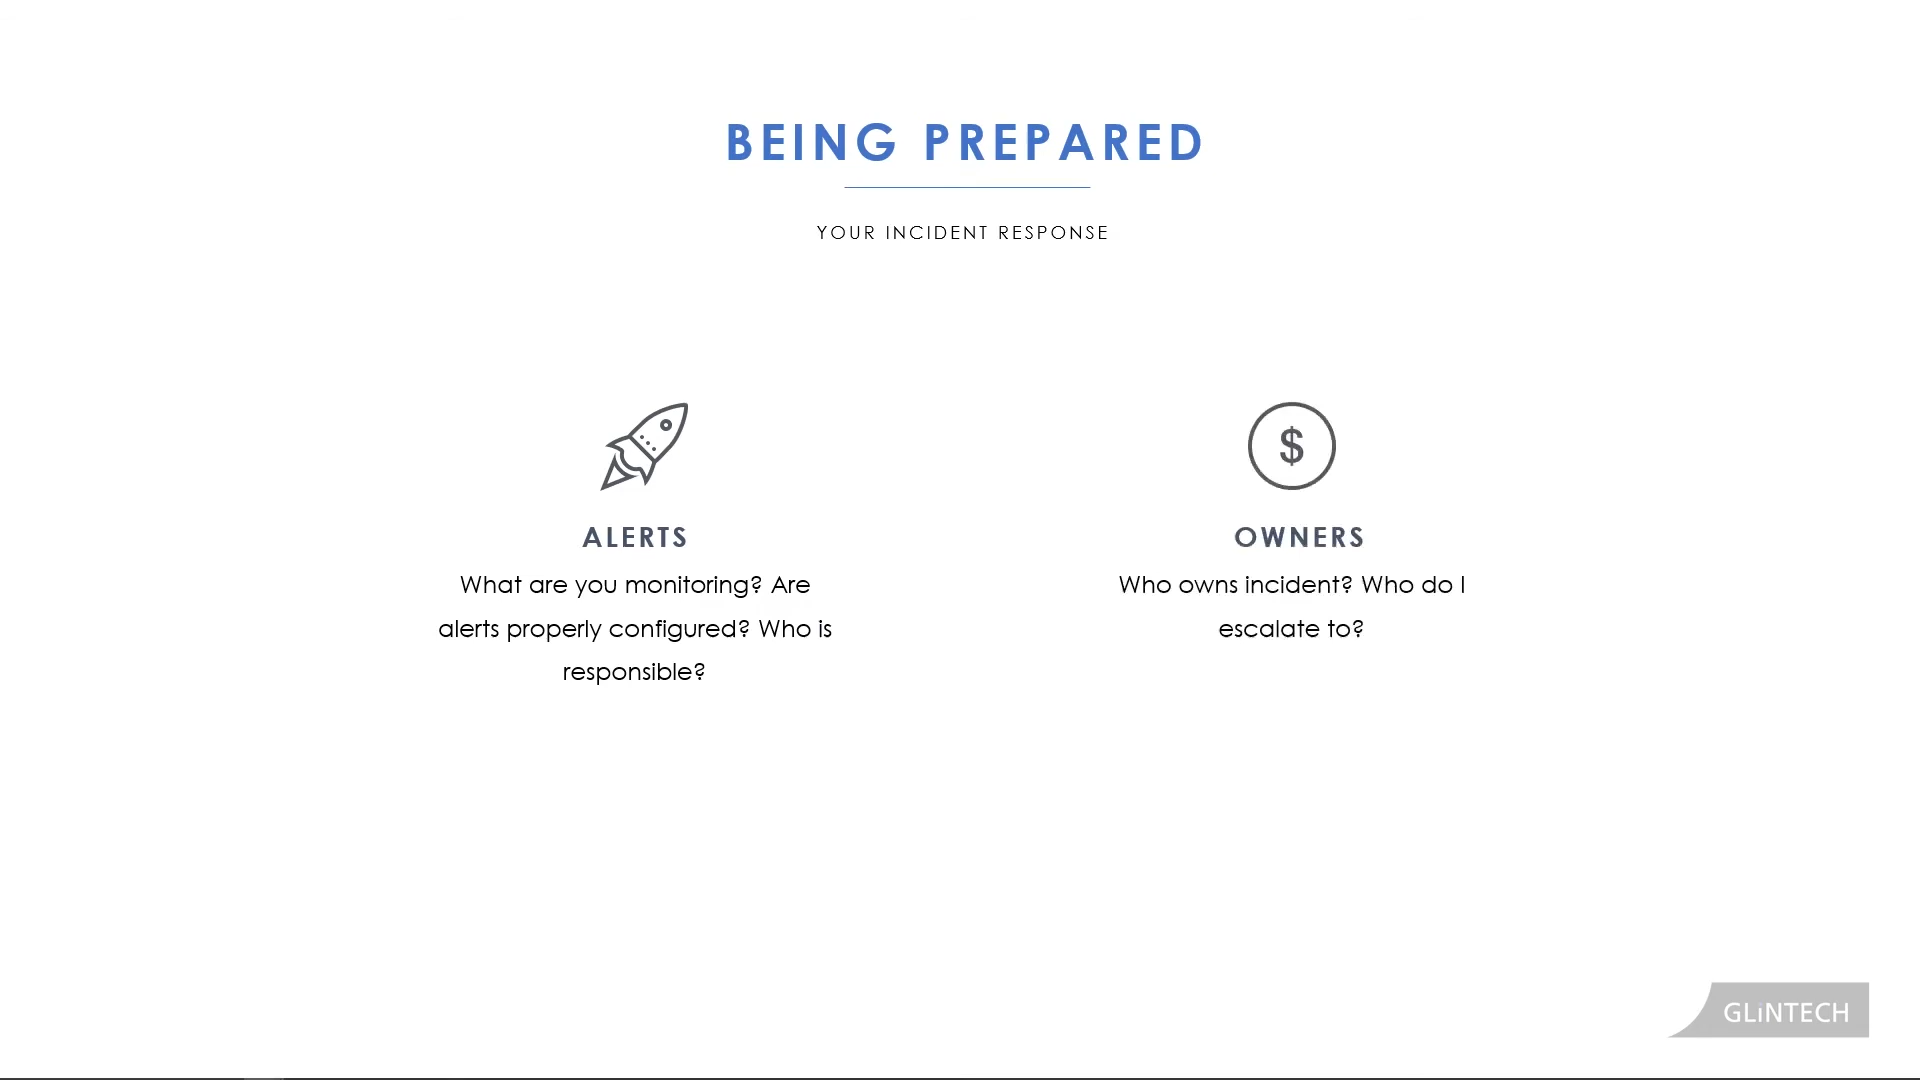 BEING PREPARED
YOUR INCIDENT RESPONSE
$
ALERTS
What are you monitoring? Are
alerts properly configured? Who is
responsible?
OWNERS
Who owns incident? Who do I
escalate to?
GLiNTECH